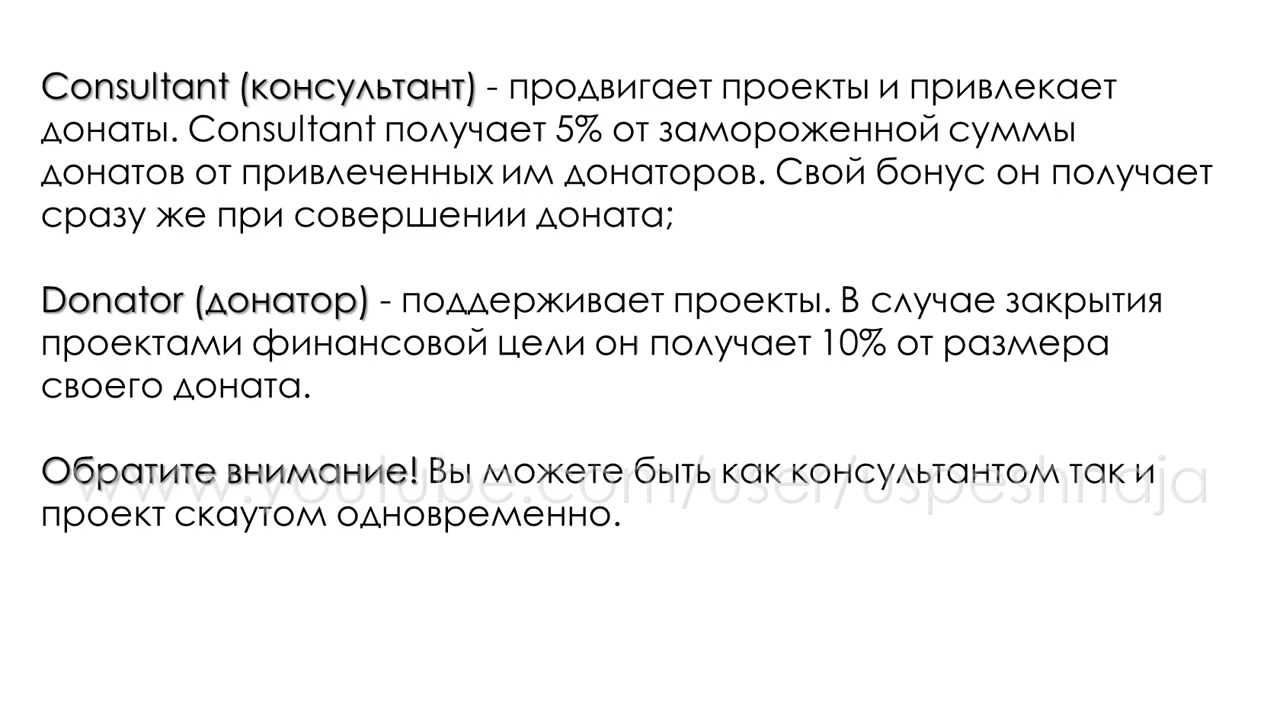 Consultant (консультант) - продвигает проекты и привлекает
донаты. Consultant получает 5% от замороженной суммы
донатов от привлеченных им донаторов. Свой бонус он получает
сразу же при совершении доната;
Donator (донатор) - поддерживает проекты. В случае закрытия
проектами финансовой цели он получает 10% от размера
своего доната.
Обратите внимание! Вы можете быть как консультантом так и
www.youtube.com/user/uspeshnaja
проект скаутом одновременно.